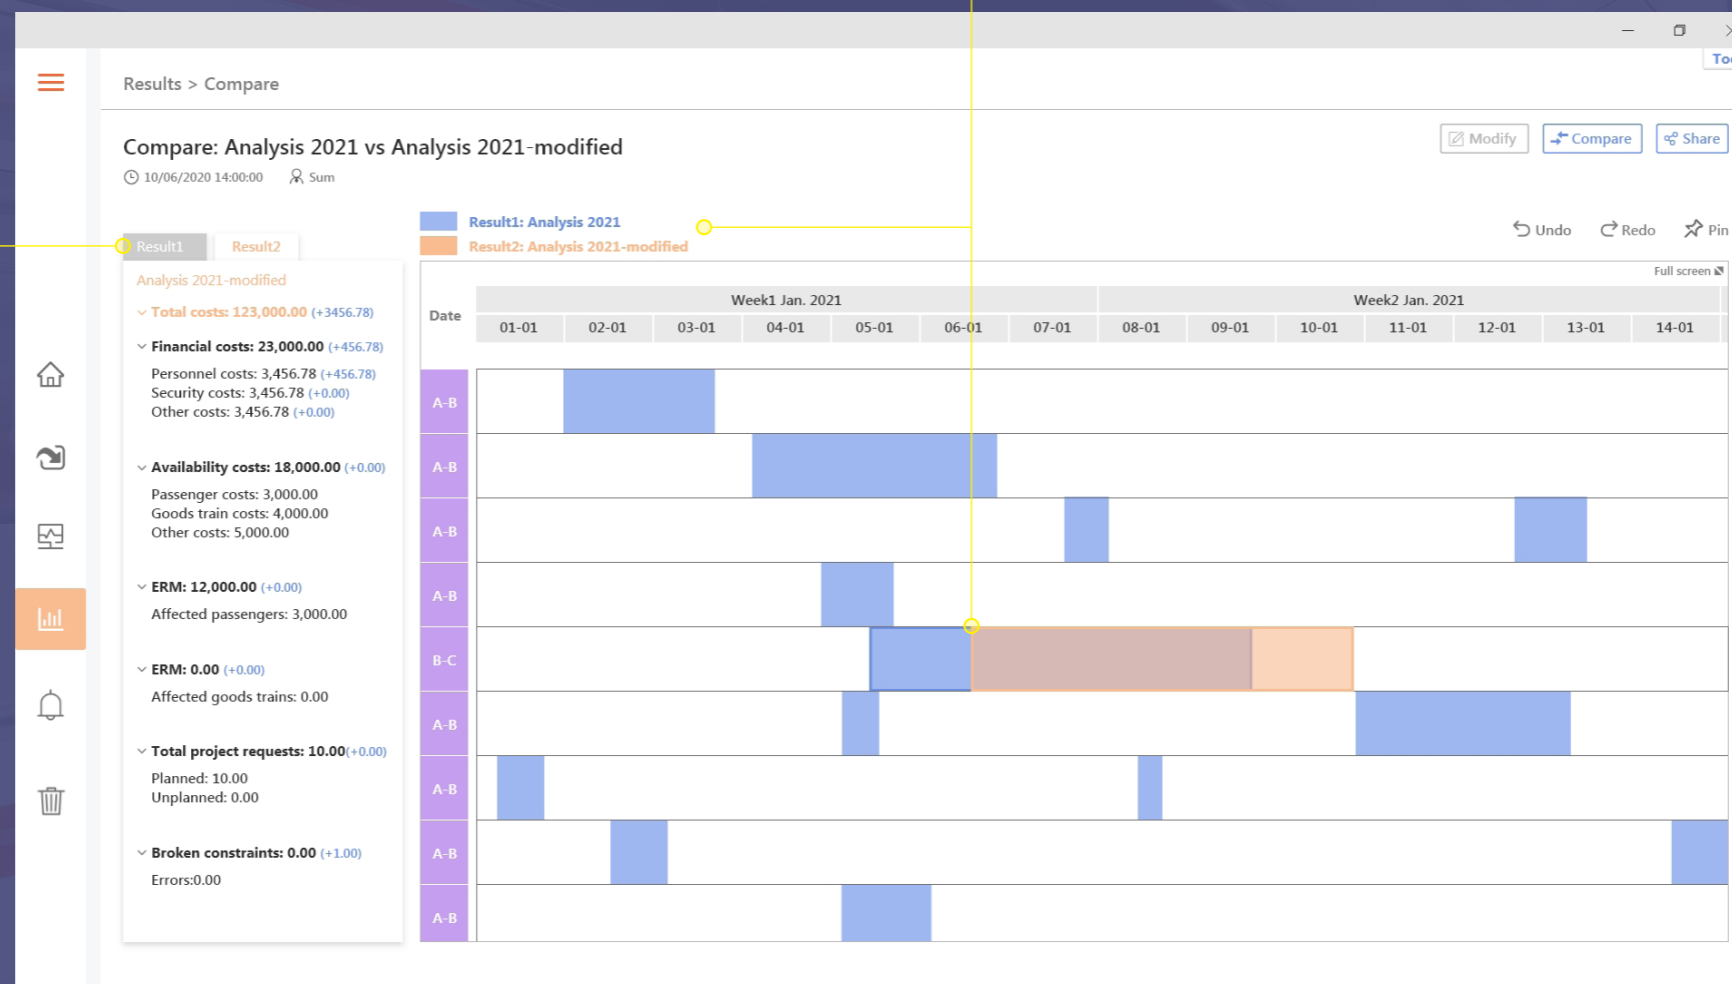 Too
Results > Compare
Compare: Analysis 2021 vs Analysis 2021-modified
Modify
Compare
Share
10/06/2020 14:00:00 Sum
Result1: Analysis 2021
Result2: Analysis 2021-modified
Undo
Redo
Pin
Result1
Result2
Full screen
Analysis 2021-modified
Total costs: 123,000.00 (+3456.78)
Financial costs: 23,000.00 (+456.78)
Personnel costs: 3,456.78 (+456.78)
Security costs: 3,456.78 (+0.00)
Other costs: 3,456.78 (+0.00)
Availability costs: 18,000.00 (+0.00)
Passenger costs: 3,000.00
Goods train costs: 4,000.00
Other costs: 5,000.00
ERM: 12,000.00 (+0.00)
Affected passengers: 3,000.00
ERM: 0.00 (+0.00)
Affected goods trains: 0.00
Total project requests: 10.00(+0.00)
Planned: 10.00
Unplanned: 0.00
Broken constraints: 0.00 (+1.00)
Errors:0.00
Date
Week1 Jan. 2021
Week2 Jan. 2021
01-01 02-01 03-01 04-01 05-01 06-01 07-01 08-01 09-01 10-01 11-01 12-01 13-01 14-01
A-B
A-B
A-B
A-B
B-C
A-B
A-B
A-B
A-B